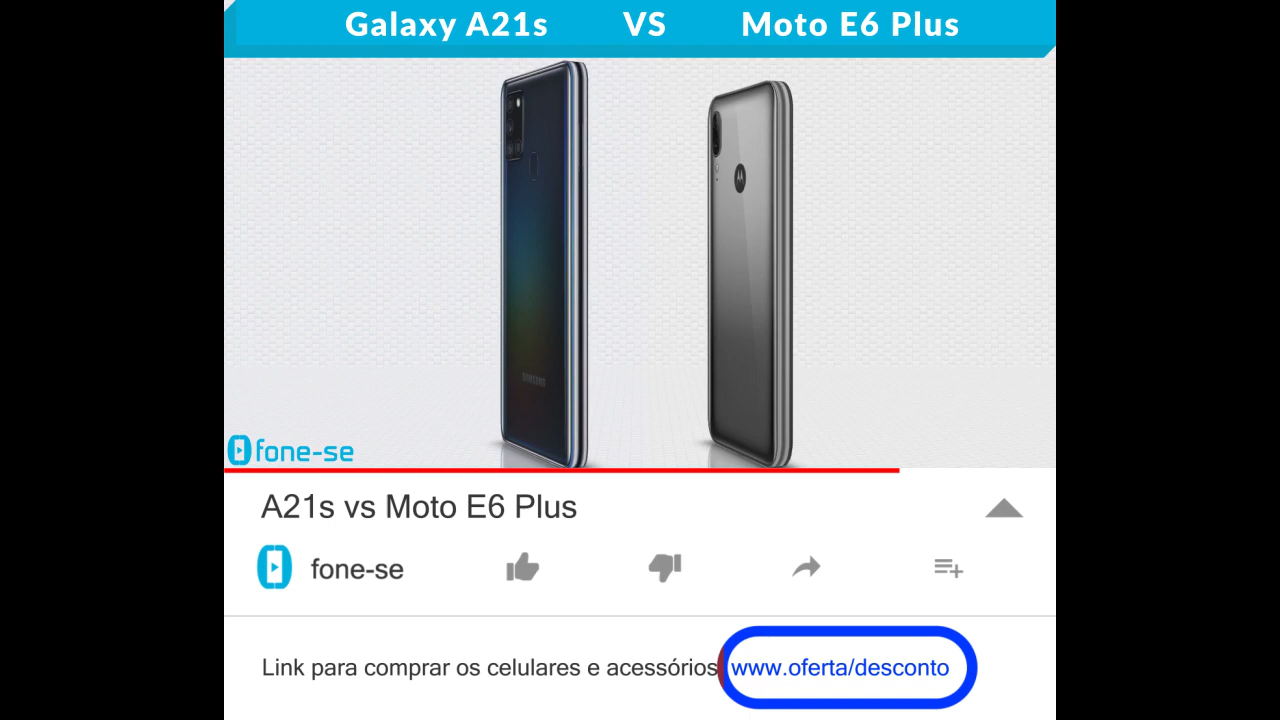 Galaxy A21s VS Moto E6 Plus
SAMSUNG
fone-se
A21s vs Moto E6 Plus
fone-se
Link para comprar os celulares e acessórios www.oferta/desconto